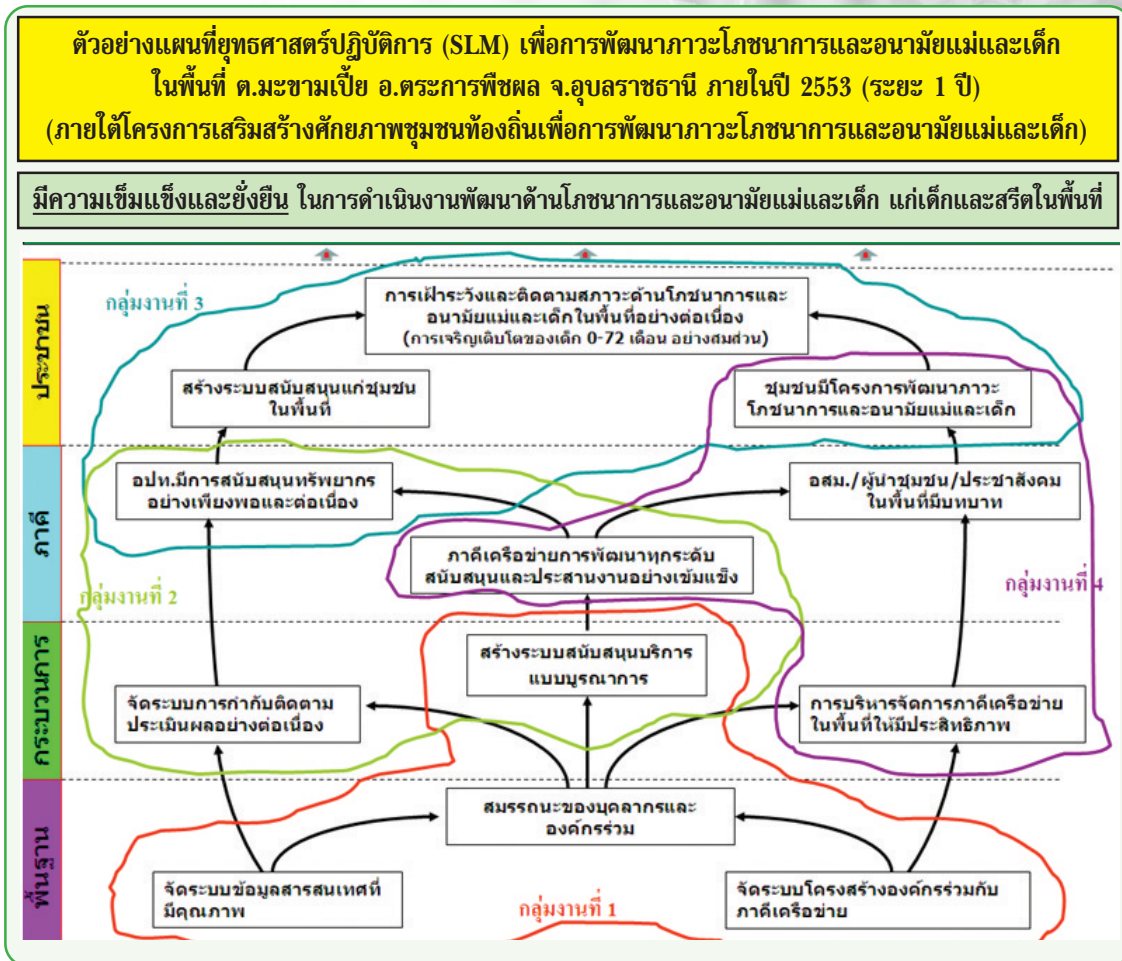 ตัวอย่างแผนที่ยุทธศาสตร์ปฏิบัติการ (SLM) เพื่อการพัฒนาภาวะโภชนาการและอนามัยแม่และเด็ก
ในพื้นที่ ต.มะขามเปี้ย อ.ตระการพืชผล จ.อุบลราชธานี ภายในปี 2553 (ระยะ 1 ปี)
(ภายใต้โครงการเสริมสร้างศักยภาพชุมชนท้องถิ่นเพื่อการพัฒนาภาวะโภชนาการและอนามัยแม่และเด็ก)
มีความเข็มแข็งและยั่งยืน ในการดำเนินงานพัฒนาด้านโภชนาการและอนามัยแม่และเด็ก แก่เด็กและสรีตในพื้นที่
ประชาชน
กลุ่มงานที่ 3
การเฝ้าระวังและติดตามสภาวะด้านโภชนาการและ
อนามัยแม่และเด็กในพื้นที่อย่างต่อเนื่อง
(การเจริญเติบโตของเด็ก 0-72 เดือน อย่างสมส่วน)
สร้างระบบสนับสนุนแก่ชุมชน
ในพื้นที่
ชุมชนมีโครงการพัฒนาภาวะ
โภชนาการและอนามัยแม่และเด็ก
ภาคี
อปท.มีการสนับสนุนทรัพยากร
อย่างเพียงพอและต่อเนื่อง
อสม./ผู้นำชุมชน/ประชาสังคม
ในพื้นที่มีบทบาท
ภาคีเครือข่ายการพัฒนาทุกระดับ
สนับสนุนและประสานงานอย่างเข้มแข็ง
กลุ่มงานที่ 2
กลุ่มงานที่ 4
กระบวนการ
สร้างระบบสนับสนุนบริการ
แบบบูรณาการ
จัดระบบการกำกับติดตาม
ประเมินผลอย่างต่อเนื่อง
การบริหารจัดการภาคีเครือข่าย
ในพื้นที่ให้มีประสิทธิภาพ
พื้นฐาน
สมรรถนะของบุคลากรและ
องค์กรร่วม
จัดระบบข้อมูลสารสนเทศที่
มีคุณภาพ
จัดระบบโครงสร้างองค์กรร่วมกับ
ภาคีเครือข่าย
กลุ่มงานที่ 1